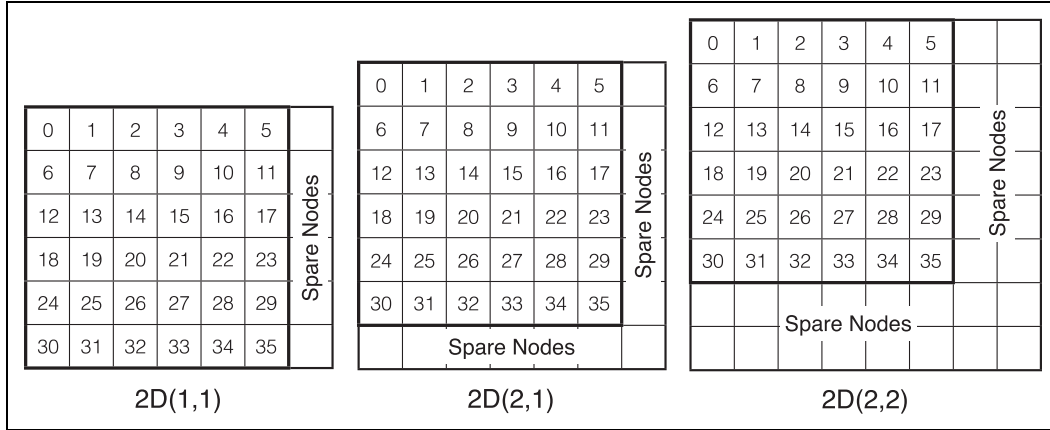 0 1 2 3 4 5
6 7 8 9 10 11
12 13 14 15 16 17
18 19 20 21 22 23
24 25 26 27 28 29
30 31 32 33 34 35
Spare Nodes
2D(1,1)
0 1 2 3 4 5
6 7 8 9 10 11
12 13 14 15 16 17
18 19 20 21 22 23
24 25 26 27 28 29
30 31 32 33 34 35
Spare Nodes
Spare Nodes
2D(2,1)
0 1 2 3 4 5
6 7 8 9 10 11
12 13 14 15 16 17
18 19 20 21 22 23
24 25 26 27 28 29
30 31 32 33 34 35
Spare Nodes
Spare Nodes
2D(2,2)